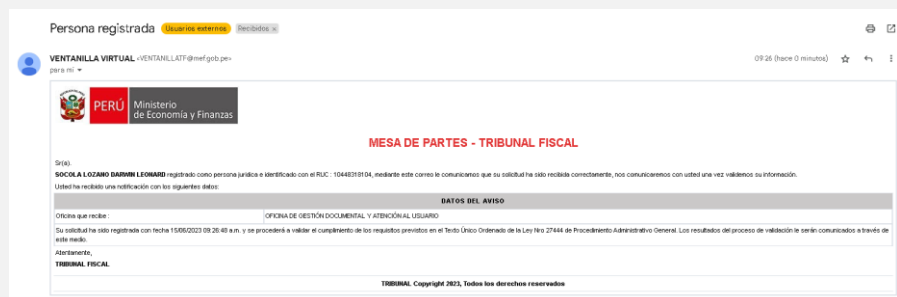 Persona registrada Usuarios externos Recibidos x
VENTANILLA VIRTUAL <VENTANILLATF@mef.gob.pe> 09:26 (hace 0 minutos)
para mí
PERÚ Ministerio
de Economía y Finanzas
MESA DE PARTES - TRIBUNAL FISCAL
Sr(a).
SOCOLA LOZANO DARWIN LEONARD registrado como persona jurídica e identificado con el RUC : 10448318104, mediante este correo le comunicamos que su solicitud ha sido recibida correctamente, nos comunicaremos con usted una vez validemos su información.
Usted ha recibido una notificación con los siguientes datos:
DATOS DEL AVISO
Oficina que recibe : OFICINA DE GESTIÓN DOCUMENTAL Y ATENCIÓN AL USUARIO
Su solicitud ha sido registrada con fecha 15/08/2023 09:26:48 a.m. y se procederá a validar el cumplimiento de los requisitos previstos en el Texto Único Ordenado de la Ley Nro 27444 de Procedimiento Administrativo General. Los resultados del proceso de validación le serán comunicados a través de
este medio.
Atentamente,
TRIBUNAL FISCAL
TRIBUNAL Copyright 2023, Todos los derechos reservados